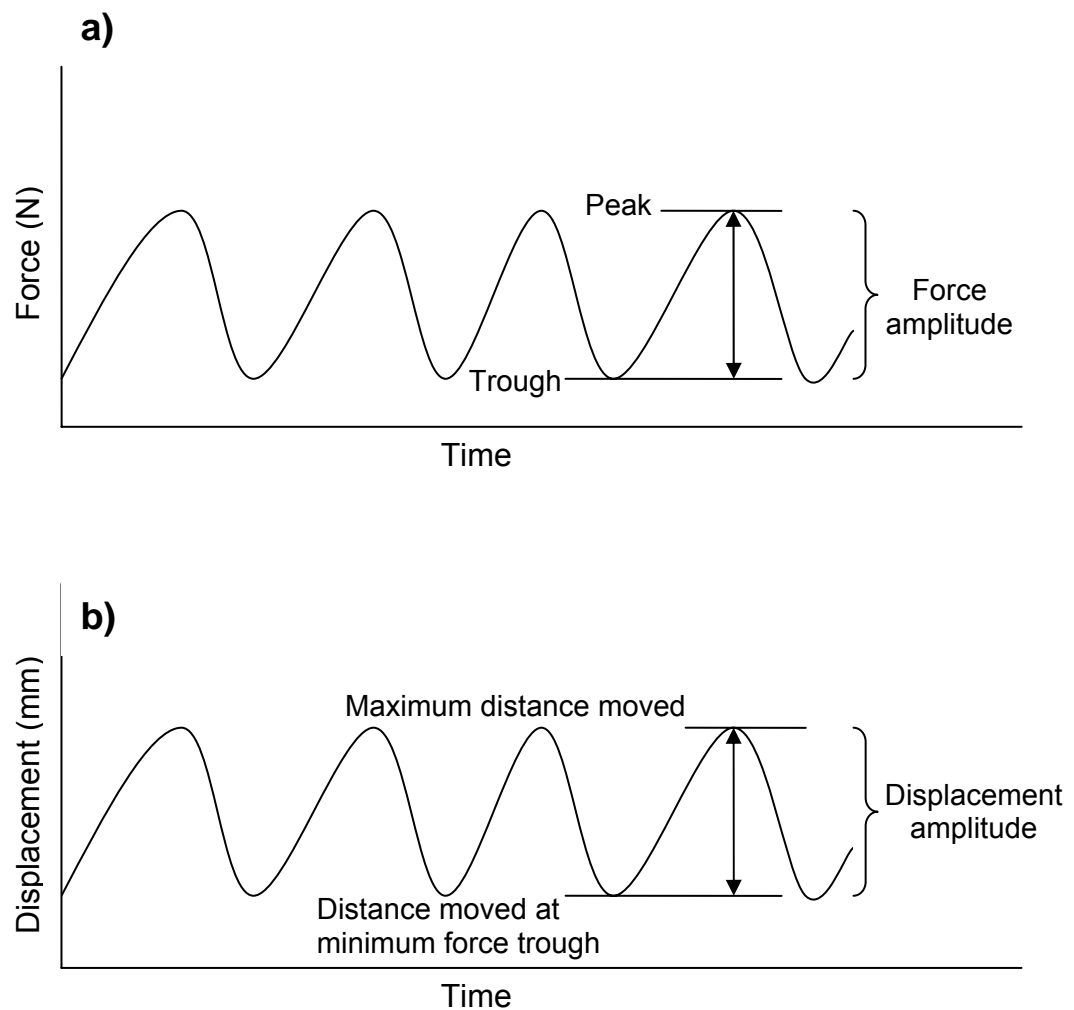 a)
Force (N)
Peak
Force
amplitude
Trough
Time
b)
Displacement (mm)
Maximum distance moved
Displacement
amplitude
Distance moved at
minimum force trough
Time